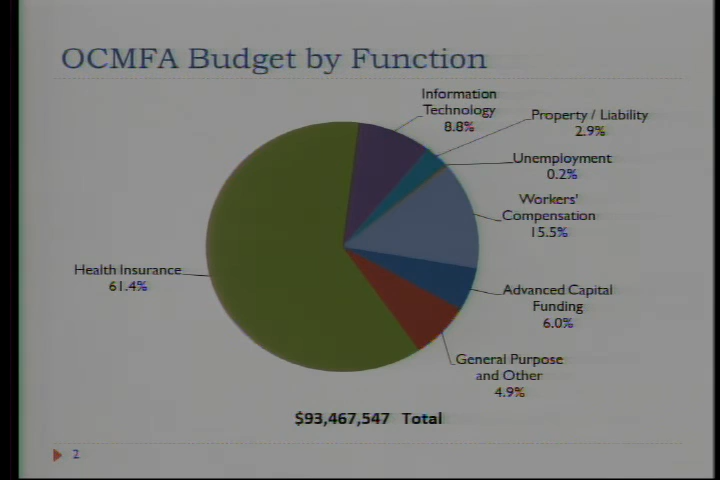 OCMFA Budget by Function
Information
Technology
8.8%
Property / Liability
2.9%
Unemployment
0.2%
Workers'
Compensation
15.5%
Health Insurance
61.4%
Advanced Capital
Funding
6.0%
General Purpose
and Other
4.9%
$93,467,547 Total
2